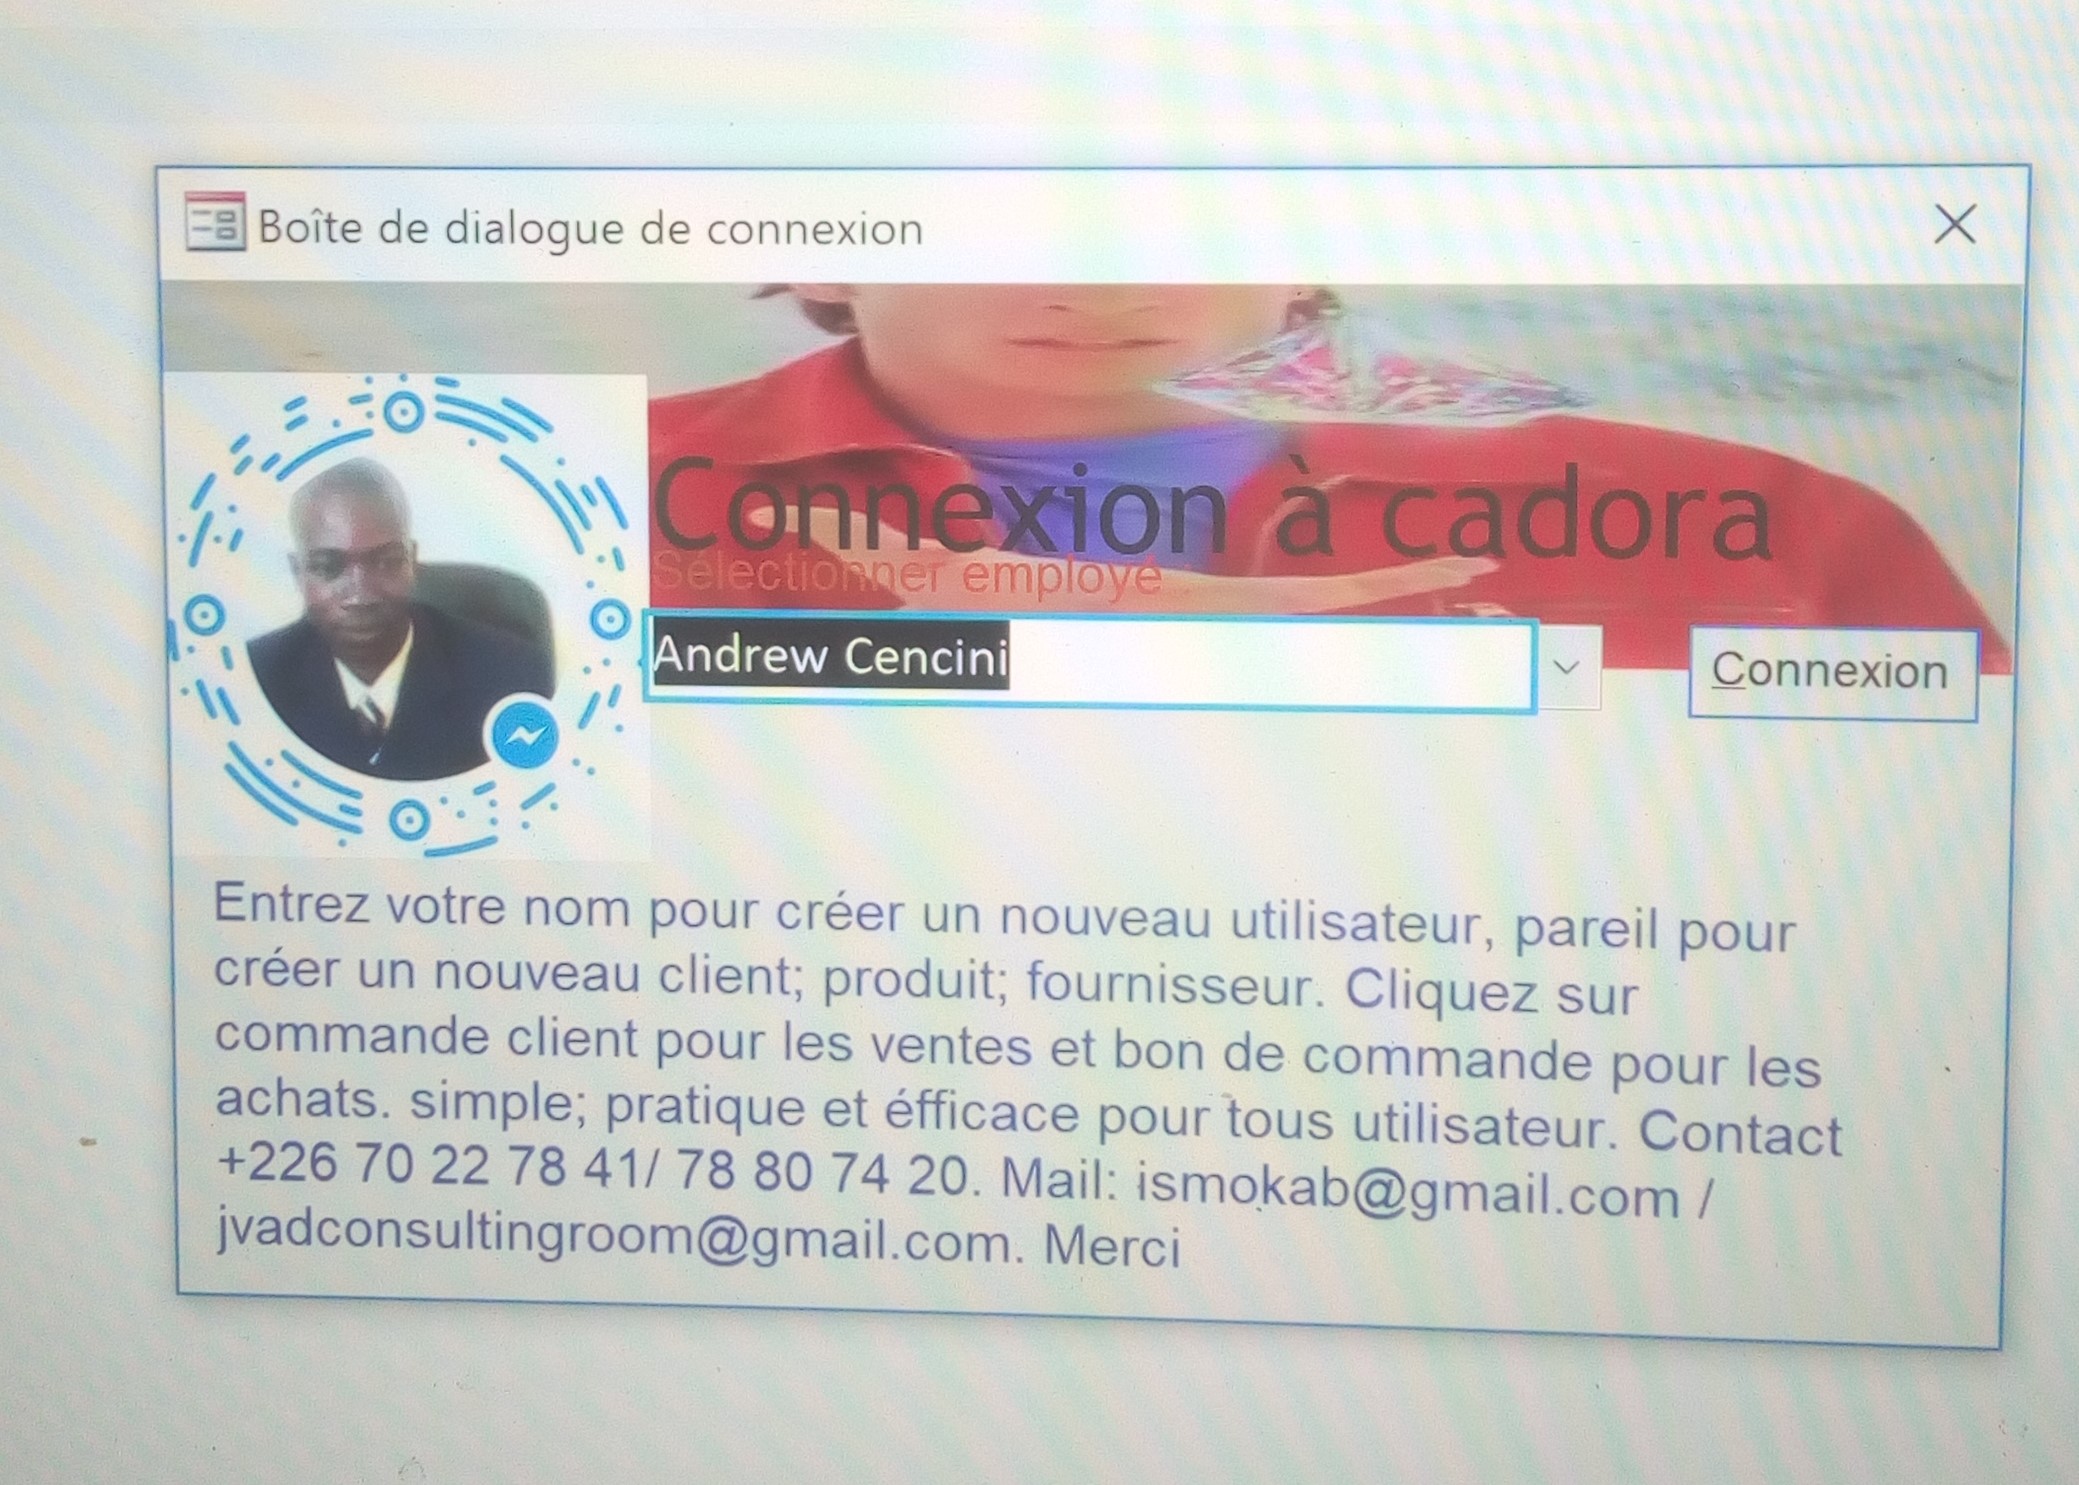 Boîte de dialogue de connexion
Connexion à cadora
Sélectionner employé
Andrew Cencini
Connexion
Entrez votre nom pour créer un nouveau utilisateur, pareil pour
créer un nouveau client; produit; fournisseur. Cliquez sur
commande client pour les ventes et bon de commande pour les
achats. simple; pratique et éfficace pour tous utilisateur. Contact
+226 70 22 78 41/ 78 80 74 20. Mail: ismokab@gmail.com /
jvadconsultingroom@gmail.com. Merci